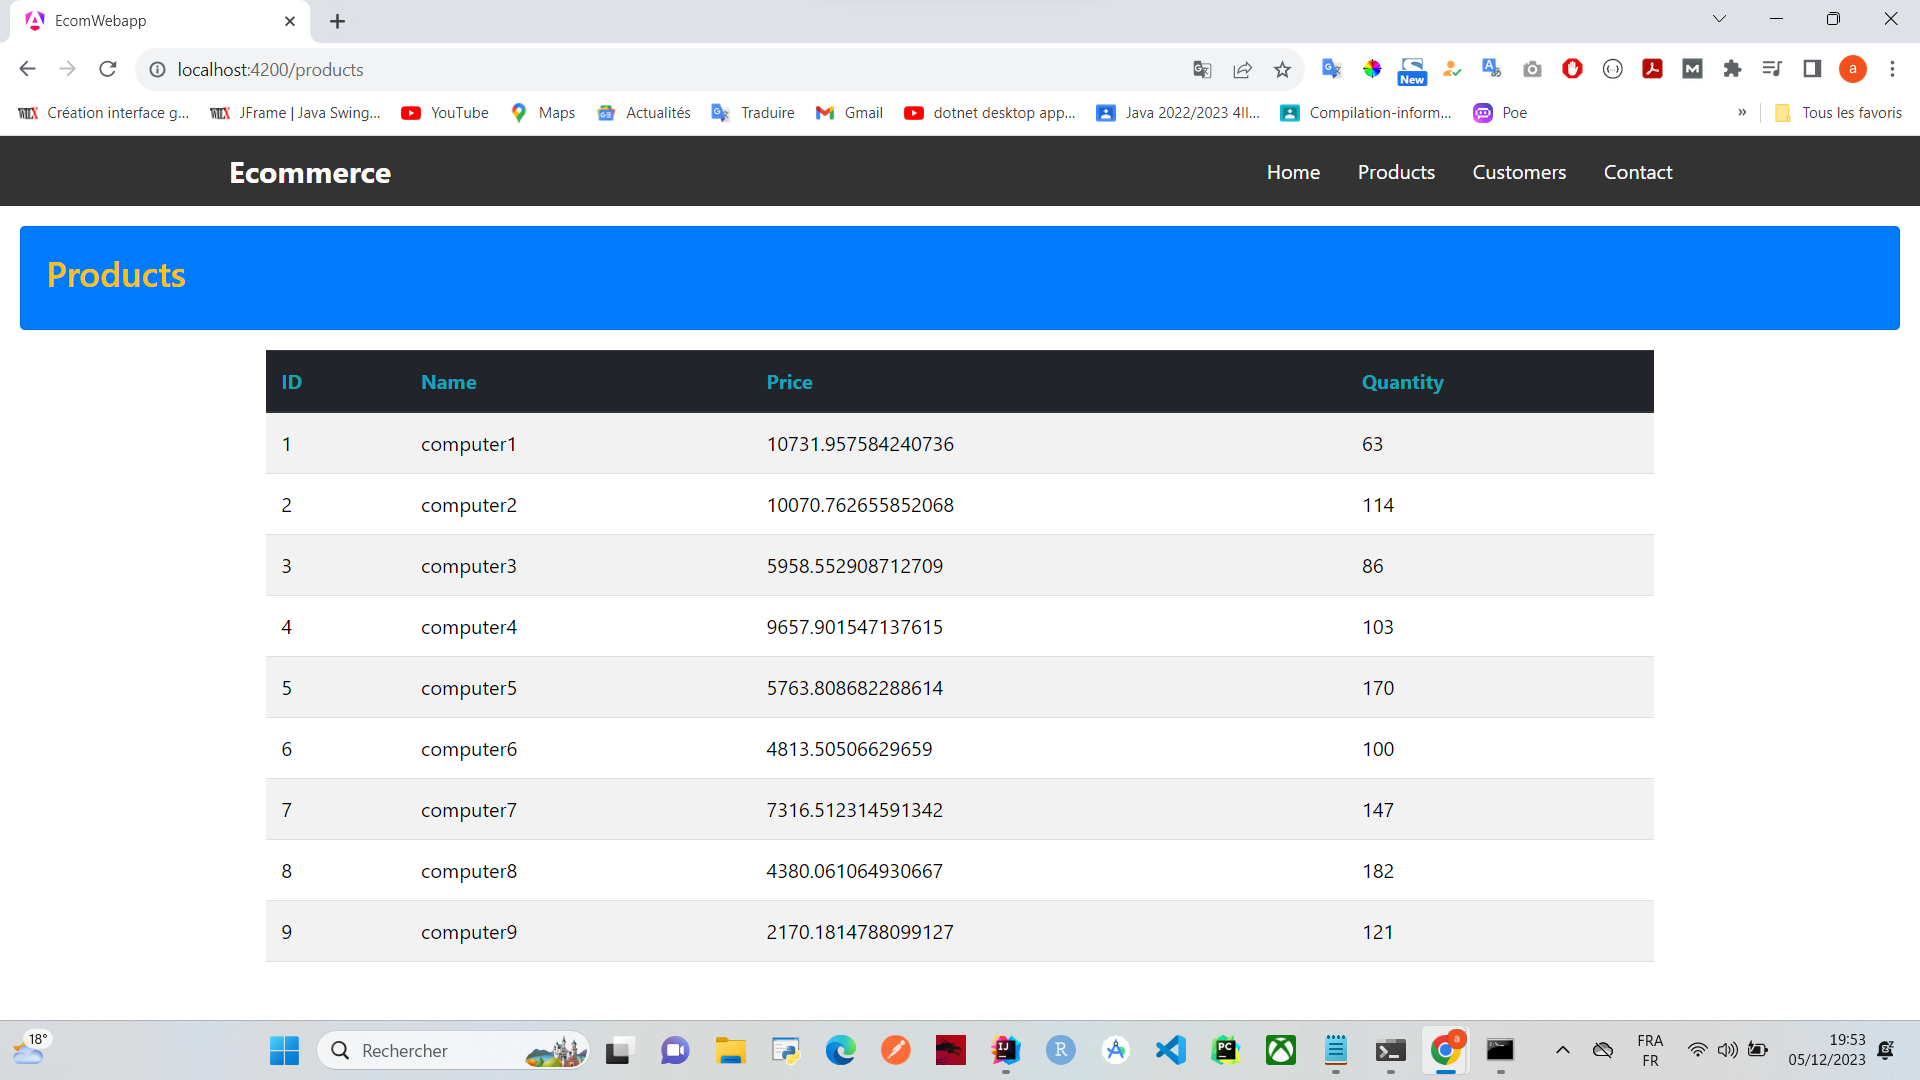 EcomWebapp
localhost:4200/products
New
a
Création interface g... JFrame | Java Swing... YouTube Maps Actualités Traduire Gmail dotnet desktop app... Java 2022/2023 4II... Compilation-inform... Poe » Tous les favoris
Ecommerce Home Products Customers Contact
Products
ID Name Price Quantity
1 computer1 10731.957584240736 63
2 computer2 10070.762655852068 114
3 computer3 5958.552908712709 86
4 computer4 9657.901547137615 103
5 computer5 5763.808682288614 170
6 computer6 4813.50506629659 100
7 computer7 7316.512314591342 147
8 computer8 4380.061064930667 182
9 computer9 2170.1814788099127 121
18° Rechercher FRA 19:53
FR 05/12/2023